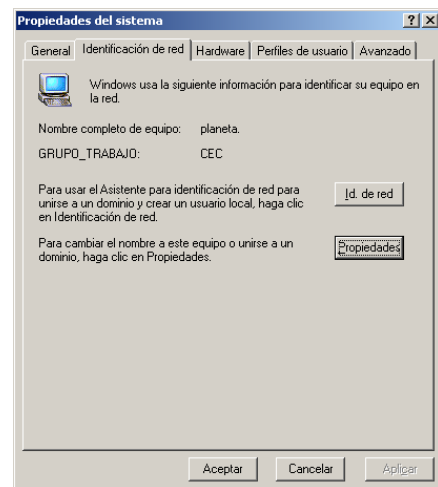 Propiedades del sistema
General
Identificación de red
Hardware
Perfiles de usuario
Avanzado
Windows usa la siguiente información para identificar su equipo en
la red.
Nombre completo de equipo: planeta.
GRUPO_TRABAJO: CEC
Para usar el Asistente para identificación de red para
unirse a un dominio y crear un usuario local, haga clic
en Identificación de red.
Id. de red
Para cambiar el nombre a este equipo o unirse a un
dominio, haga clic en Propiedades.
Propiedades
Aceptar
Cancelar
Aplicar